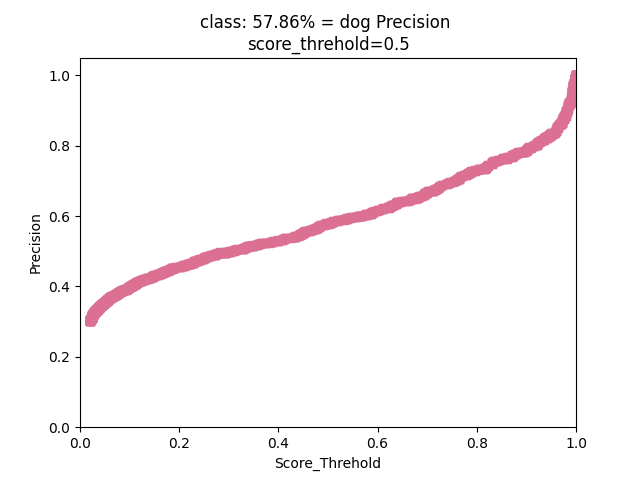 class: 57.86% = dog Precision
score_threhold=0.5
1.0
0.8
0.6
0.4
0.2
0.0
Precision
0.0 0.2 0.4 0.6 0.8 1.0
Score_Threhold